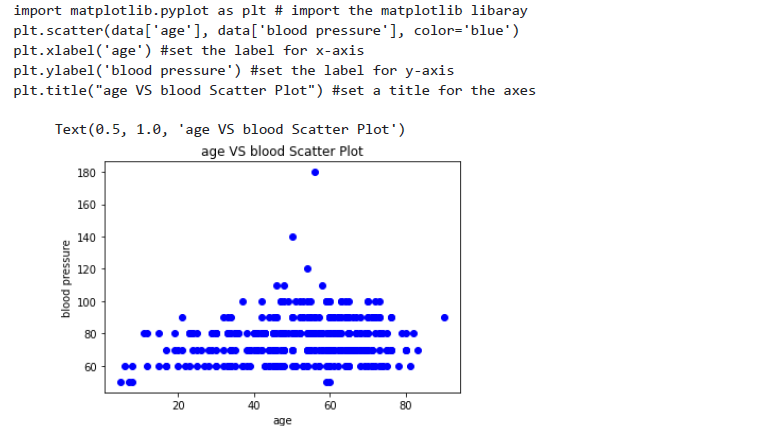 import matplotlib.pyplot as plt # import the matplotlib libaray
plt.scatter(data['age'], data['blood pressure'], color='blue')
plt.xlabel('age') #set the label for x-axis
plt.ylabel('blood pressure') #set the label for y-axis
plt.title("age VS blood Scatter Plot") #set a title for the axes
Text(0.5, 1.0, 'age VS blood Scatter Plot')
age VS blood Scatter Plot
180
160
140
120
100
80
60
blood pressure
20 40 60 80
age